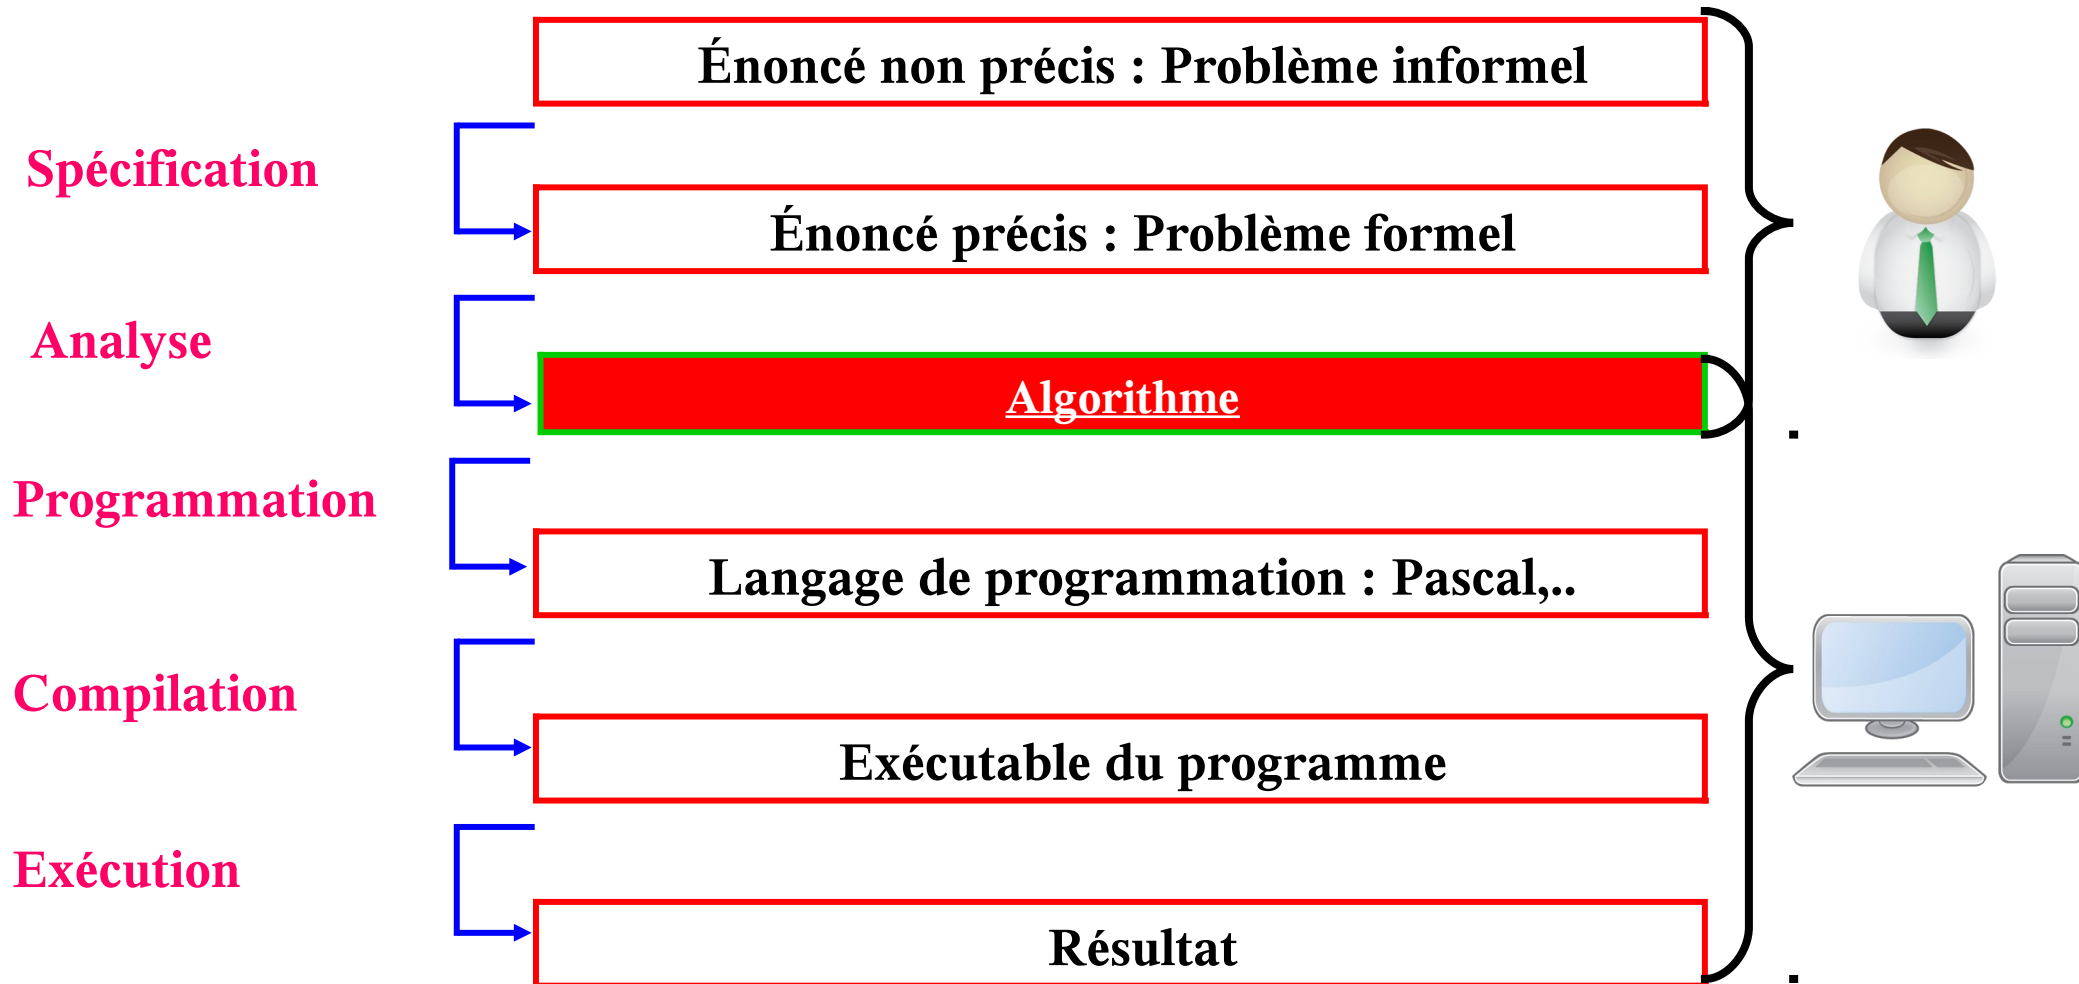 Énoncé non précis : Problème informel
Spécification
Énoncé précis : Problème formel
Analyse
Algorithme
.
Programmation
Langage de programmation : Pascal,..
Compilation
Exécutable du programme
Exécution
Résultat
.